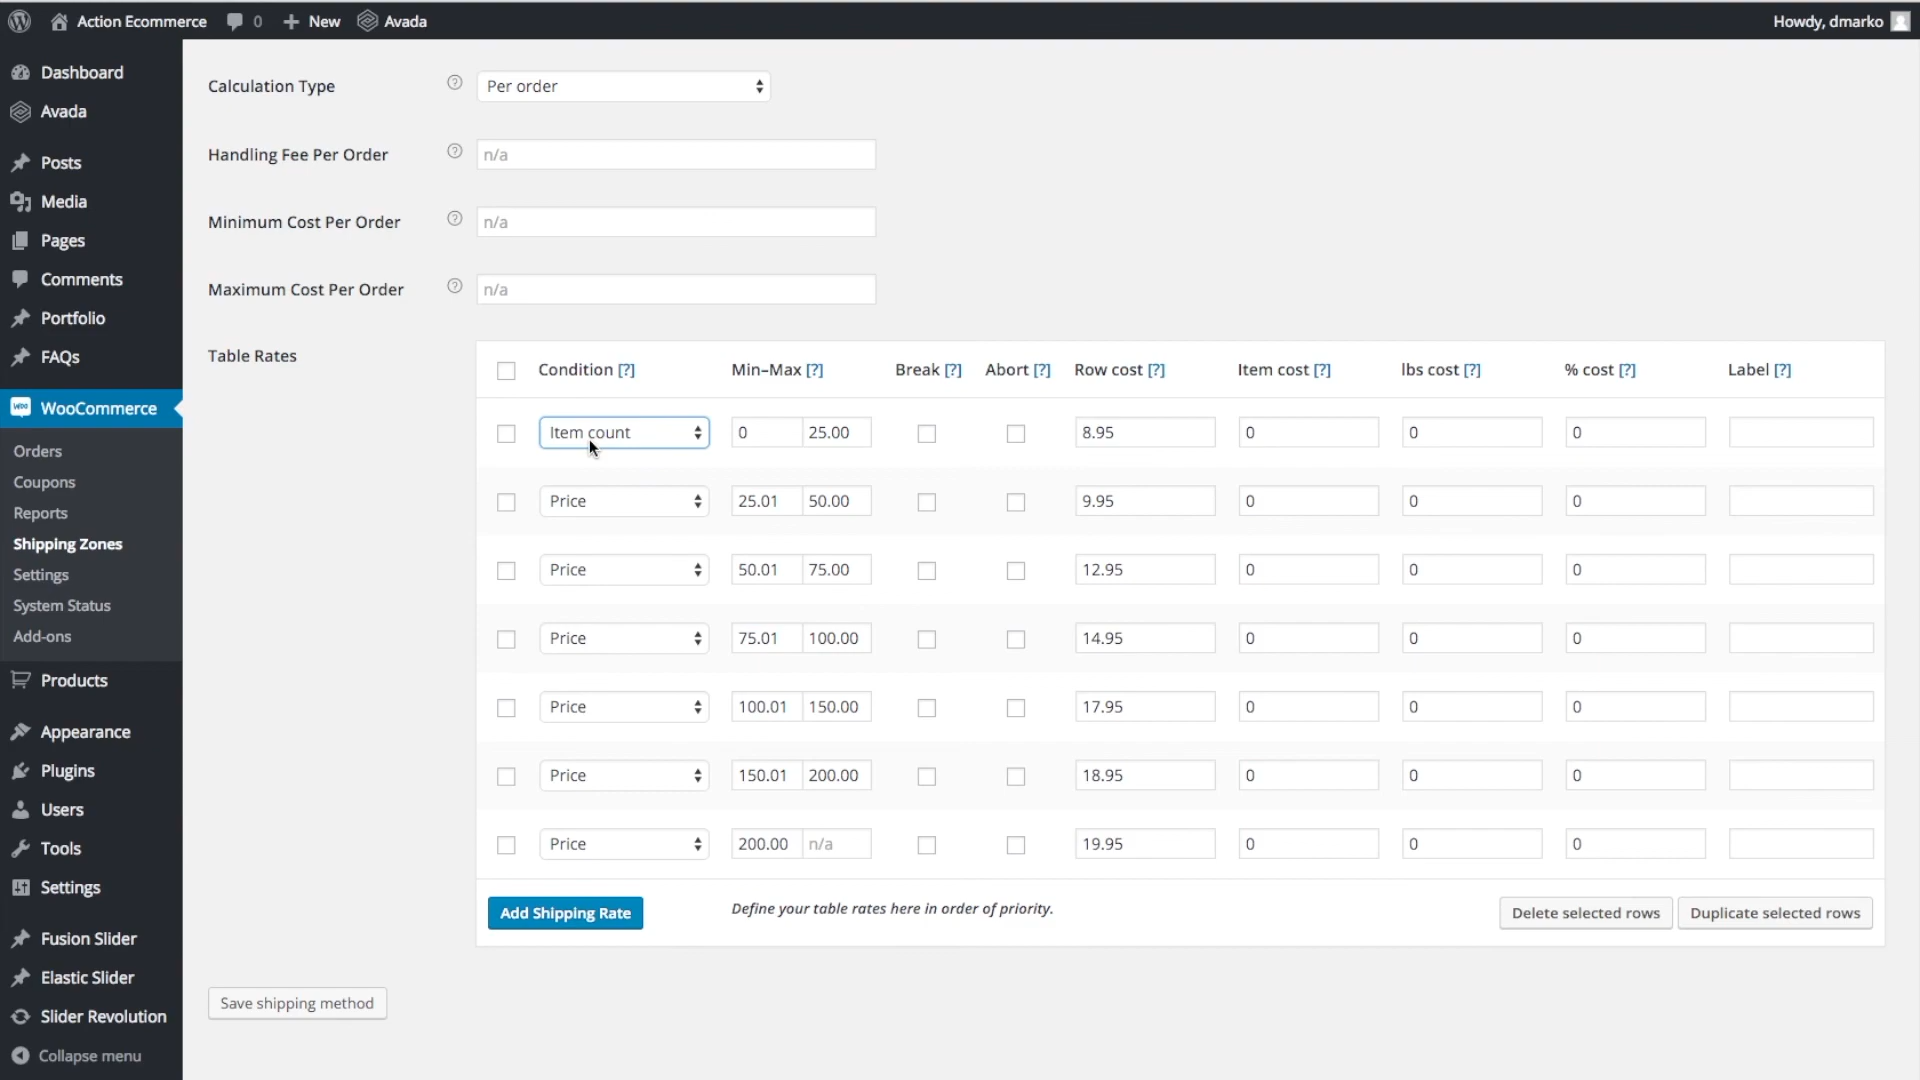 Action Ecommerce 0 New Avada Howdy, dmarko
Dashboard
Avada
Posts
Media
Pages
Comments
Portfolio
FAQs
WooCommerce
Orders
Coupons
Reports
Shipping Zones
Settings
System Status
Add-ons
Products
Appearance
Plugins
Users
Tools
Settings
Fusion Slider
Elastic Slider
Slider Revolution
Collapse menu
Calculation Type ? Per order
Handling Fee Per Order ? n/a
Minimum Cost Per Order ? n/a
Maximum Cost Per Order ? n/a
Table Rates
Condition [?] Min–Max [?] Break [?] Abort [?] Row cost [?] Item cost [?] lbs cost [?] % cost [?] Label [?]
Item count 0 25.00 8.95 0 0 0
Price 25.01 50.00 9.95 0 0 0
Price 50.01 75.00 12.95 0 0 0
Price 75.01 100.00 14.95 0 0 0
Price 100.01 150.00 17.95 0 0 0
Price 150.01 200.00 18.95 0 0 0
Price 200.00 n/a 19.95 0 0 0
Add Shipping Rate Define your table rates here in order of priority. Delete selected rows Duplicate selected rows
Save shipping method